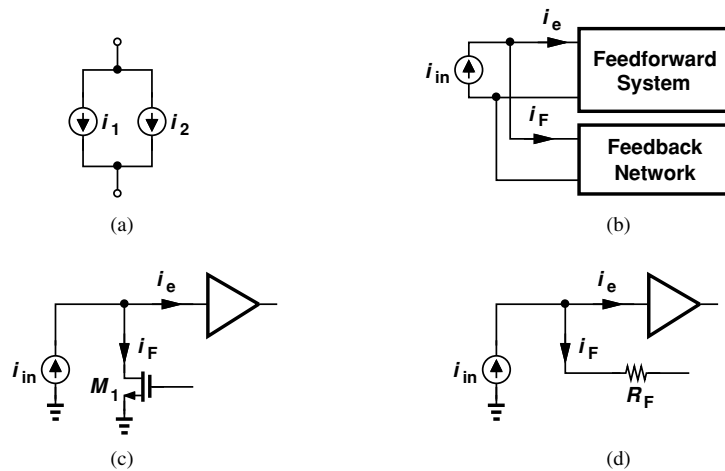 i1 i2
(a)
iin
ie
iF
Feedforward
System
Feedback
Network
(b)
iin
ie
iF
M1
(c)
iin
ie
iF
RF
(d)